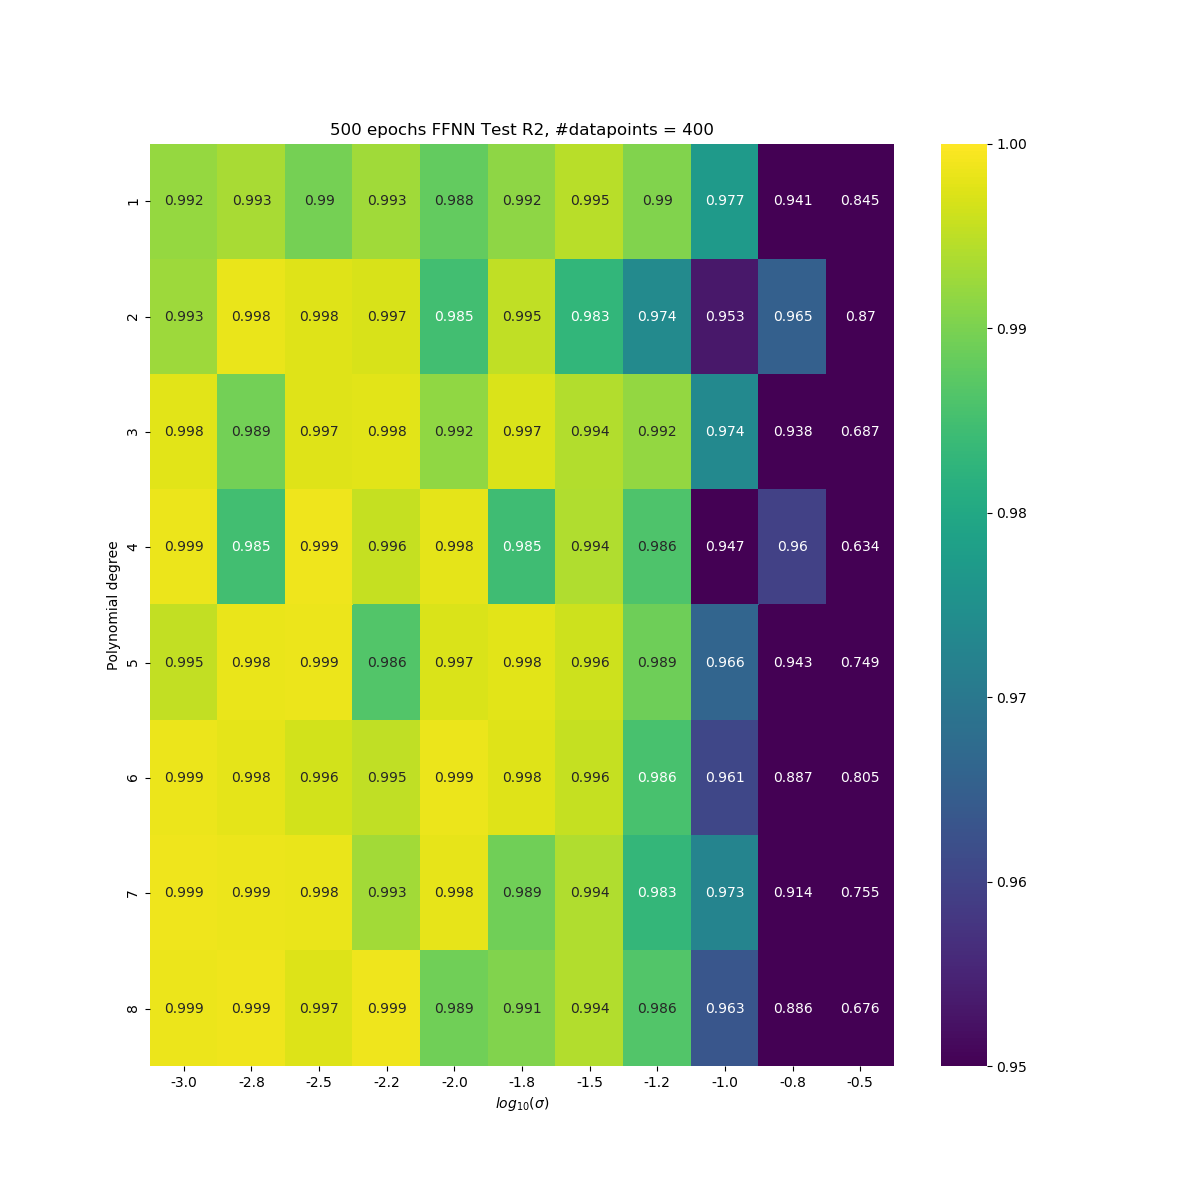 500 epochs FFNN Test R2, #datapoints = 400
1 0.992 0.993 0.99 0.993 0.988 0.992 0.995 0.99 0.977 0.941 0.845
2 0.993 0.998 0.998 0.997 0.985 0.995 0.983 0.974 0.953 0.965 0.87
3 0.998 0.989 0.997 0.998 0.992 0.997 0.994 0.992 0.974 0.938 0.687
4 0.999 0.985 0.999 0.996 0.998 0.985 0.994 0.986 0.947 0.96 0.634
5 0.995 0.998 0.999 0.986 0.997 0.998 0.996 0.989 0.966 0.943 0.749
6 0.999 0.998 0.996 0.995 0.999 0.998 0.996 0.986 0.961 0.887 0.805
7 0.999 0.999 0.998 0.993 0.998 0.989 0.994 0.983 0.973 0.914 0.755
8 0.999 0.999 0.997 0.999 0.989 0.991 0.994 0.986 0.963 0.886 0.676
-3.0 -2.8 -2.5 -2.2 -2.0 -1.8 -1.5 -1.2 -1.0 -0.8 -0.5
log₁₀(σ)
Polynomial degree
1.00
0.99
0.98
0.97
0.96
0.95